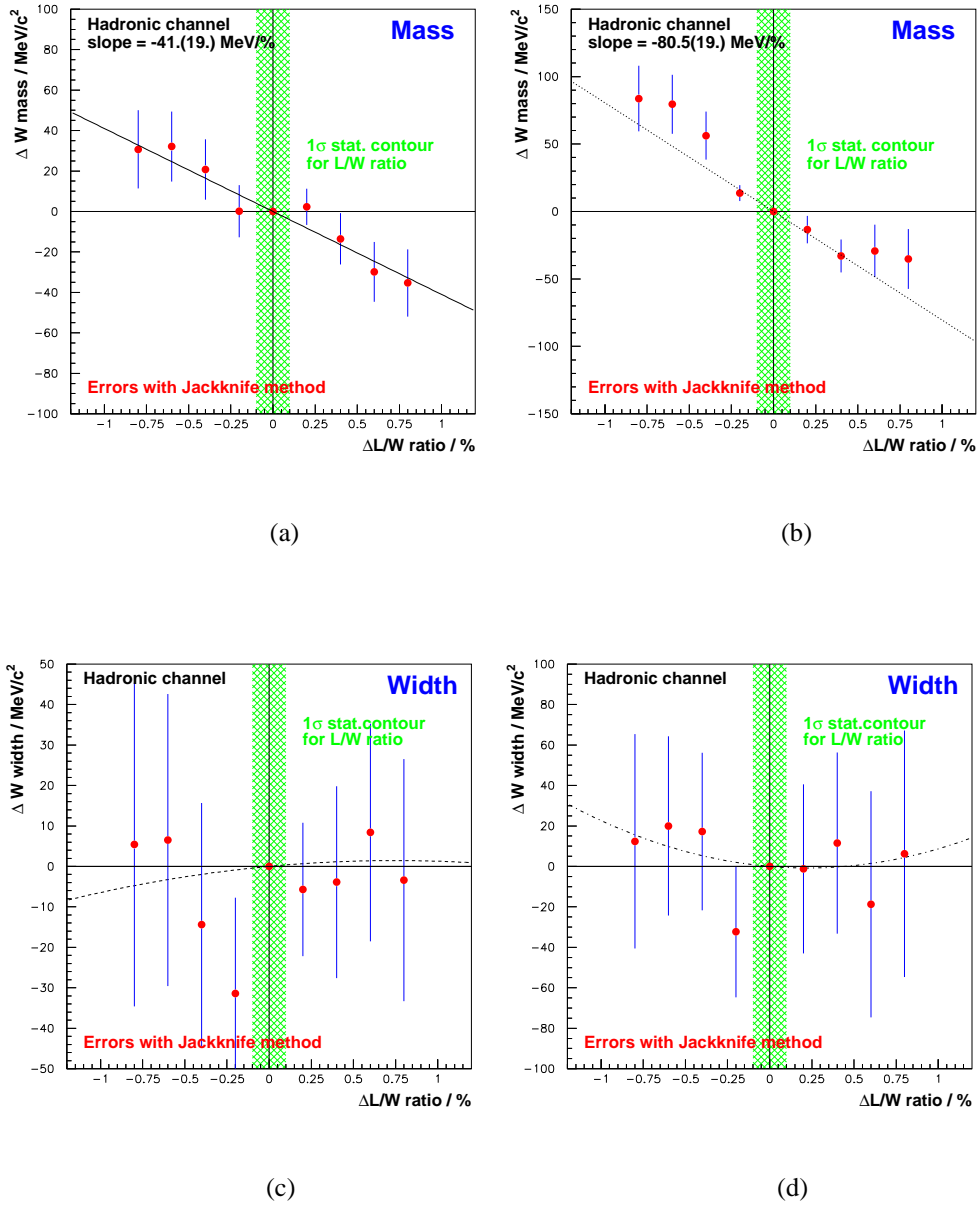 Hadronic channel
slope = -41.(19.) MeV/%
Mass
1σ stat. contour
for L/W ratio
Errors with Jackknife method
Δ W mass / MeV/c²
100
80
60
40
20
0
−20
−40
−60
−80
−100
−1 −0.75 −0.5 −0.25 0 0.25 0.5 0.75 1
ΔL/W ratio / %
(a)
Hadronic channel
slope = -80.5(19.) MeV/%
Mass
1σ stat. contour
for L/W ratio
Errors with Jackknife method
Δ W mass / MeV/c²
150
100
50
0
−50
−100
−150
−1 −0.75 −0.5 −0.25 0 0.25 0.5 0.75 1
ΔL/W ratio / %
(b)
Hadronic channel
Width
1σ stat.contour
for L/W ratio
Errors with Jackknife method
Δ W width / MeV/c²
50
40
30
20
10
0
−10
−20
−30
−40
−50
−1 −0.75 −0.5 −0.25 0 0.25 0.5 0.75 1
ΔL/W ratio / %
(c)
Hadronic channel
Width
1σ stat.contour
for L/W ratio
Errors with Jackknife method
Δ W width / MeV/c²
100
80
60
40
20
0
−20
−40
−60
−80
−100
−1 −0.75 −0.5 −0.25 0 0.25 0.5 0.75 1
ΔL/W ratio / %
(d)